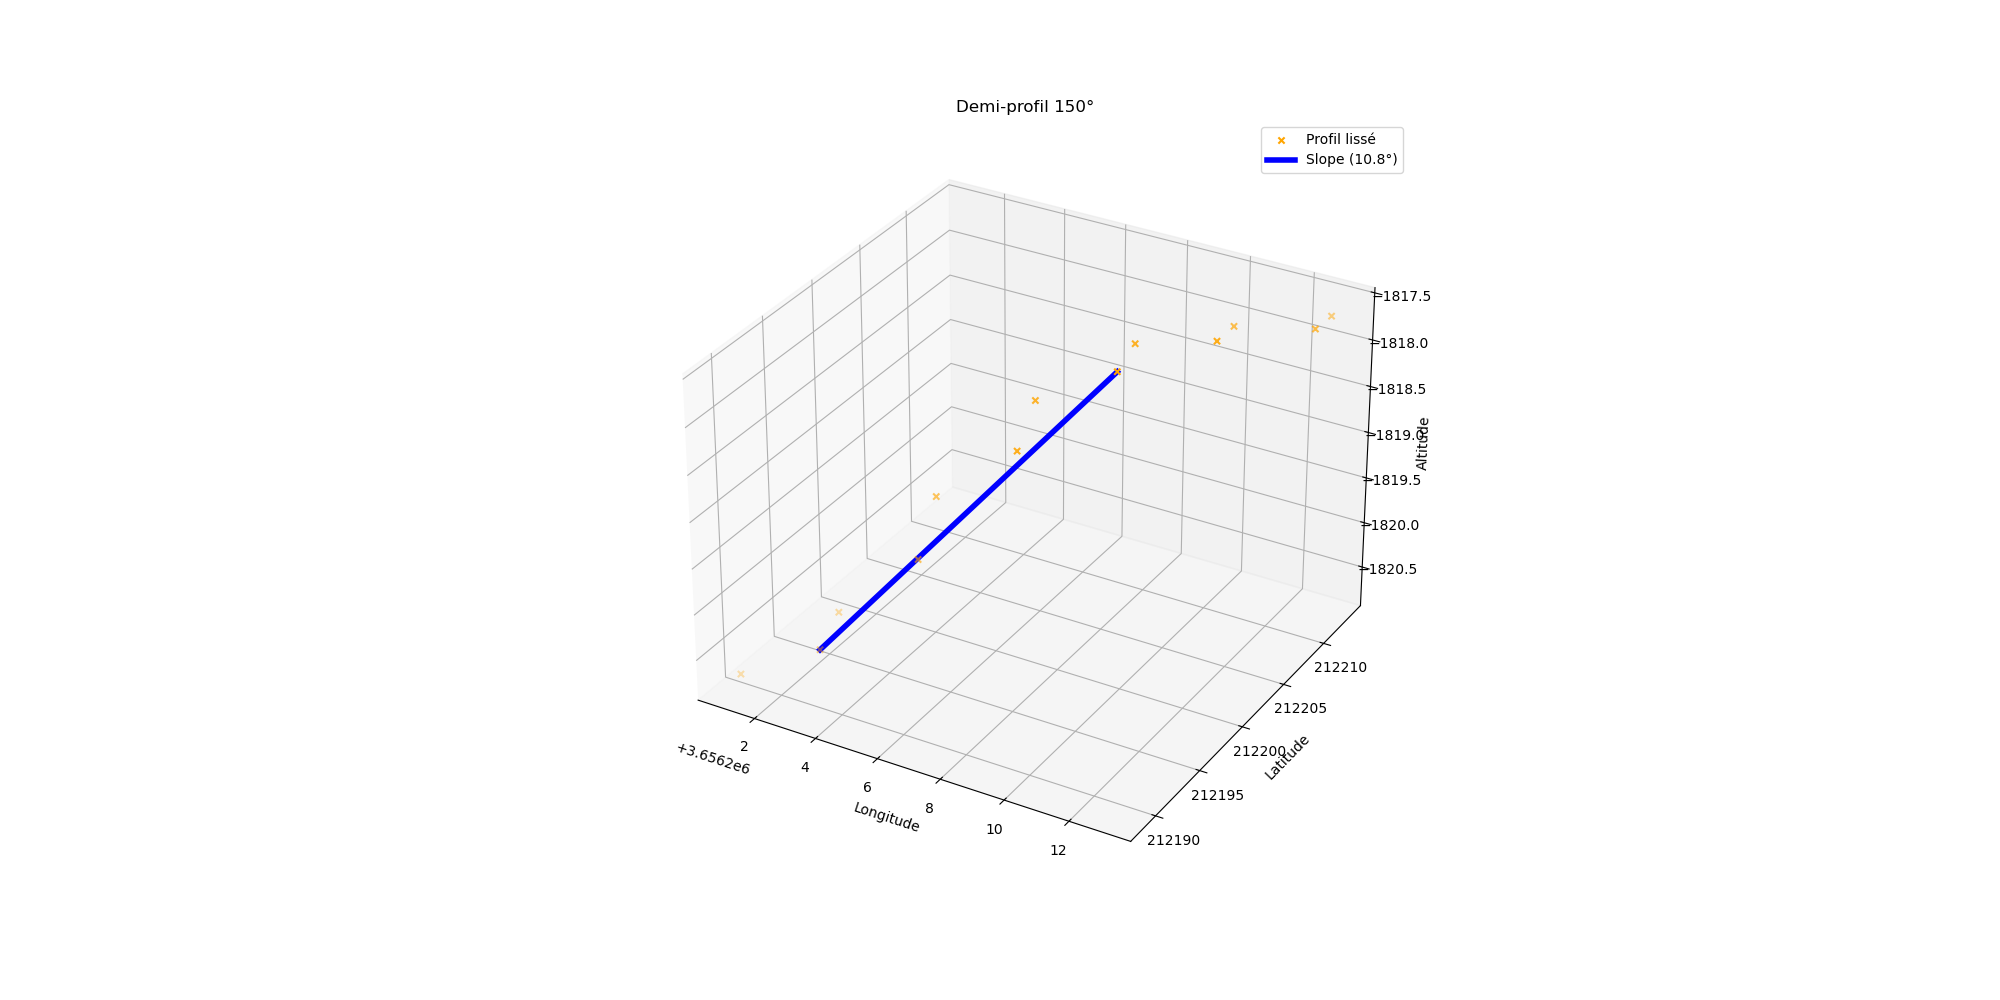 Demi-profil 150°
Profil lissé
Slope (10.8°)
−1817.5
−1818.0
−1818.5
−1819.0
−1819.5
−1820.0
−1820.5
Altitude
212210
212205
212200
212195
212190
Latitude
2
4
6
8
10
12
+3.6562e6
Longitude